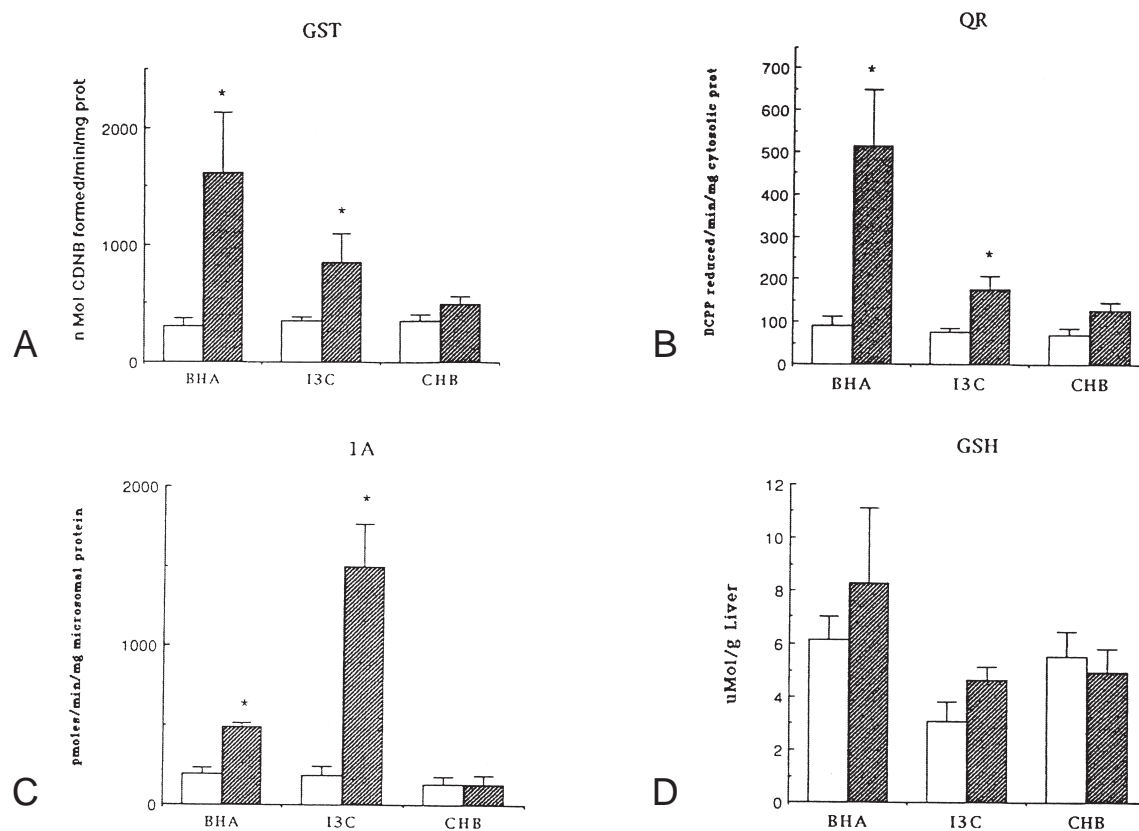 GST
n Mol CDNB formed/min/mg prot
2000
1000
0
*
*
BHA I3C CHB
A
QR
DCPP reduced/min/mg cytosolic prot
700
600
500
400
300
200
100
0
*
*
BHA I3C CHB
B
1A
pmoles/min/mg microsomal protein
2000
1000
0
*
*
BHA I3C CHB
C
GSH
uMol/g Liver
12
10
8
6
4
2
0
BHA I3C CHB
D